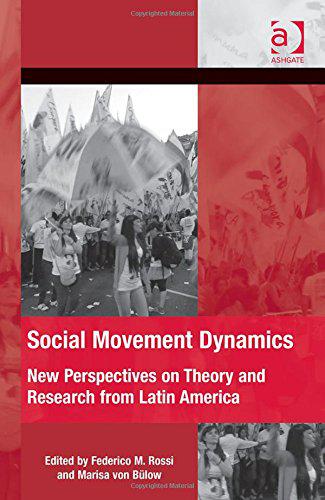 a
ASHGATE
Social Movement Dynamics
New Perspectives on Theory and
Research from Latin America
Edited by Federico M. Rossi
and Marisa von Bülow